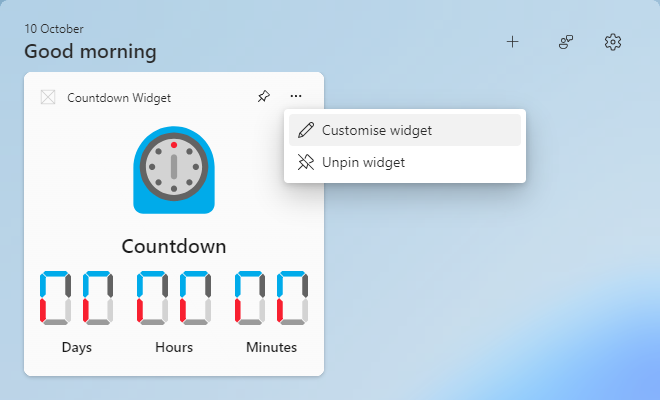 10 October
Good morning
Countdown Widget
Customise widget
Unpin widget
Countdown
00 00 00
Days Hours Minutes